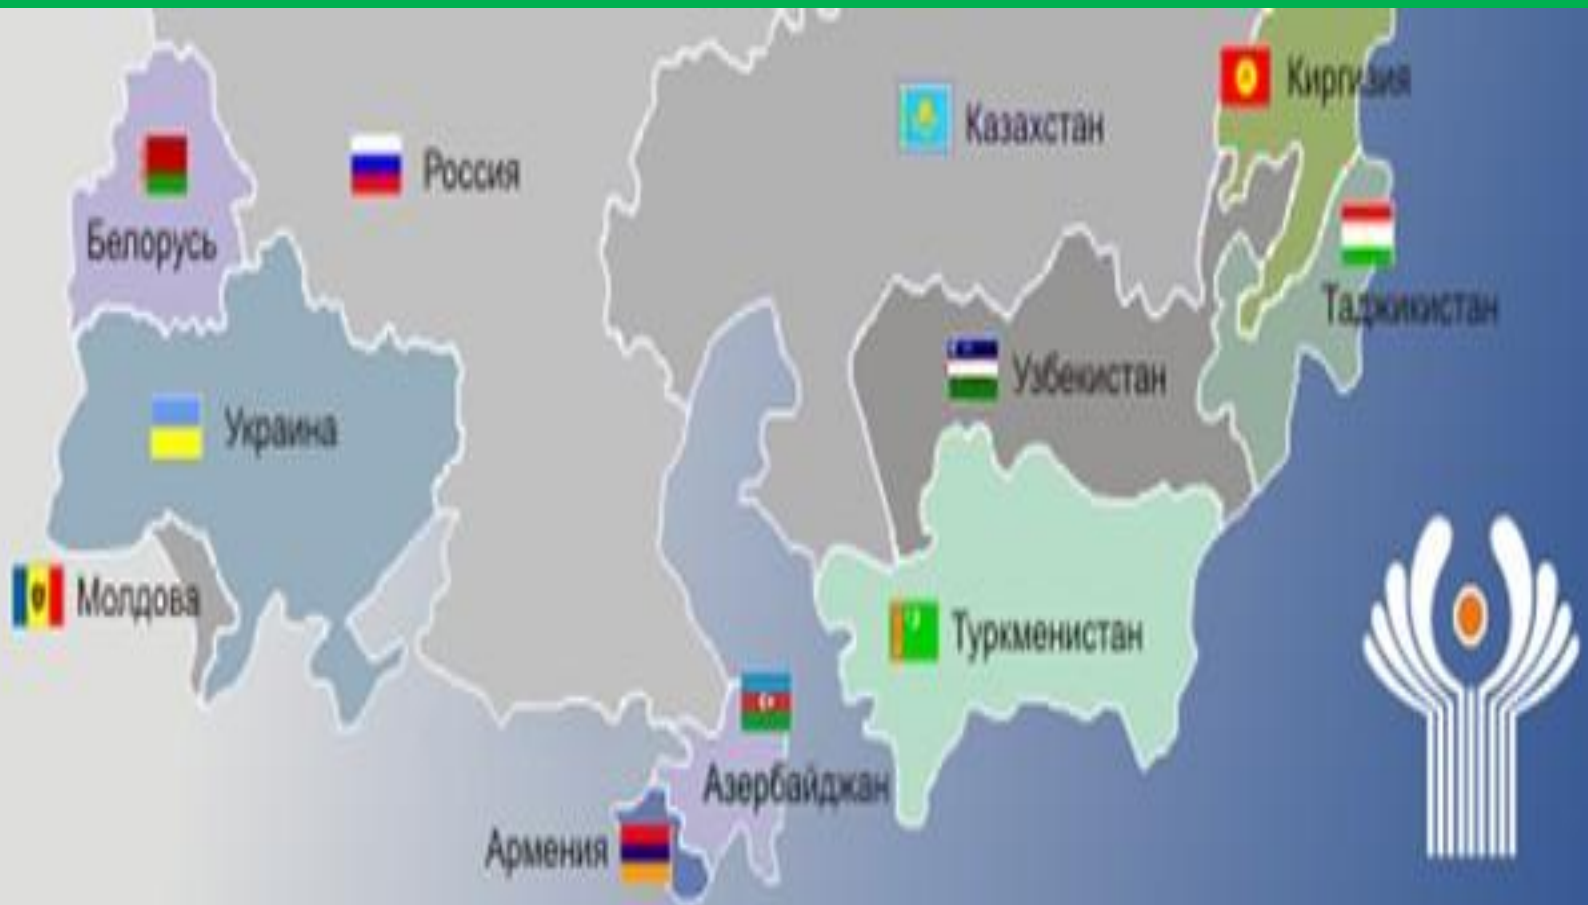 Киргизия
Казахстан
Россия
Белорусь
Таджикистан
Узбекистан
Украина
Молдова
Туркменистан
Азербайджан
Армения